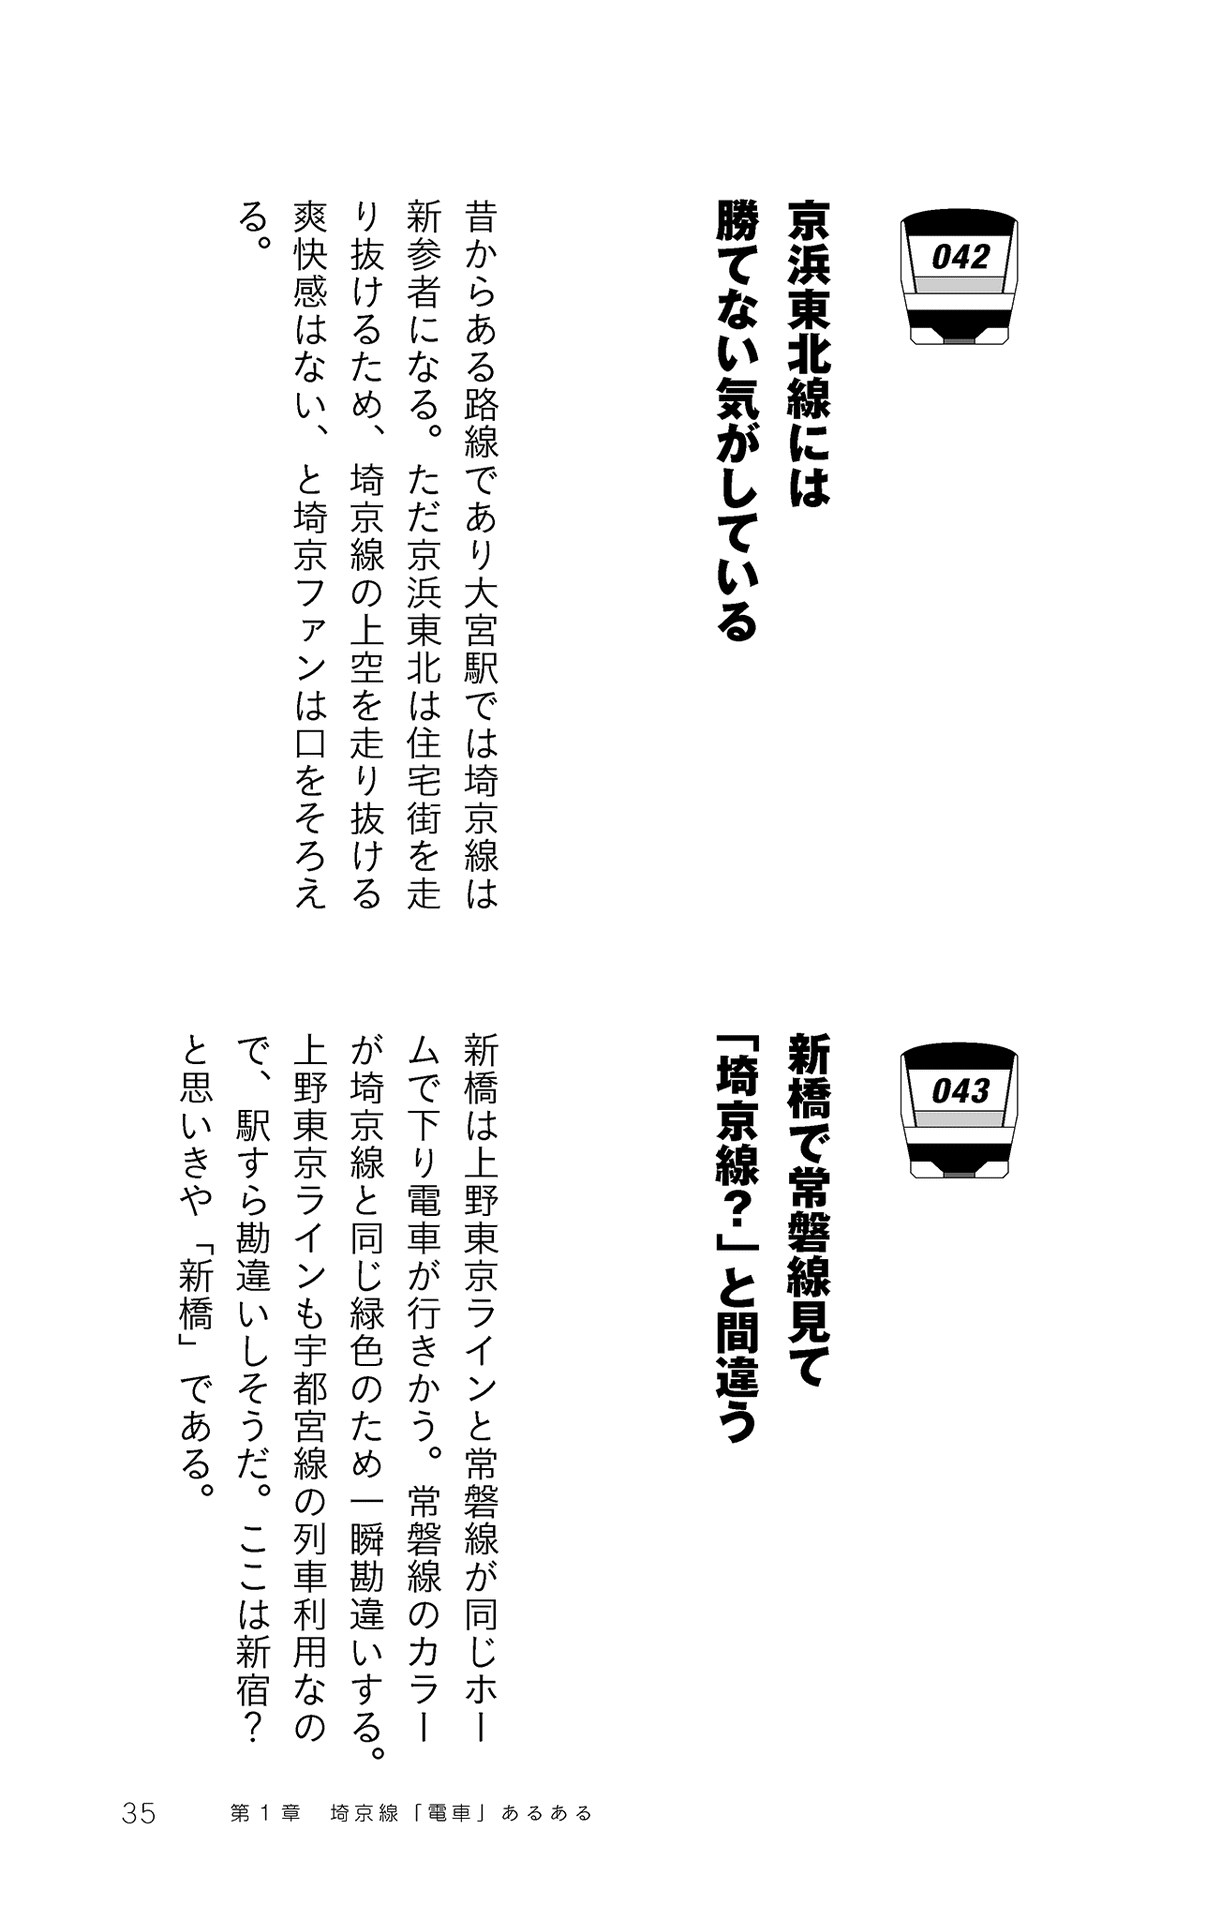 042
京浜東北線には
勝てない気がしている
昔からある路線であり大宮駅では埼京線は
新参者になる。ただ京浜東北は住宅街を走
り抜けるため、埼京線の上空を走り抜ける
爽快感はない、と埼京ファンは口をそろえ
る。
043
新橋で常磐線見て
「埼京線？」と間違う
新橋は上野東京ラインと常磐線が同じホー
ムで下り電車が行きかう。常磐線のカラー
が埼京線と同じ緑色のため一瞬勘違いする。
上野東京ラインも宇都宮線の列車利用なの
で、駅すら勘違いしそうだ。ここは新宿？
と思いきや「新橋」である。
35 第1章 埼京線「電車」あるある